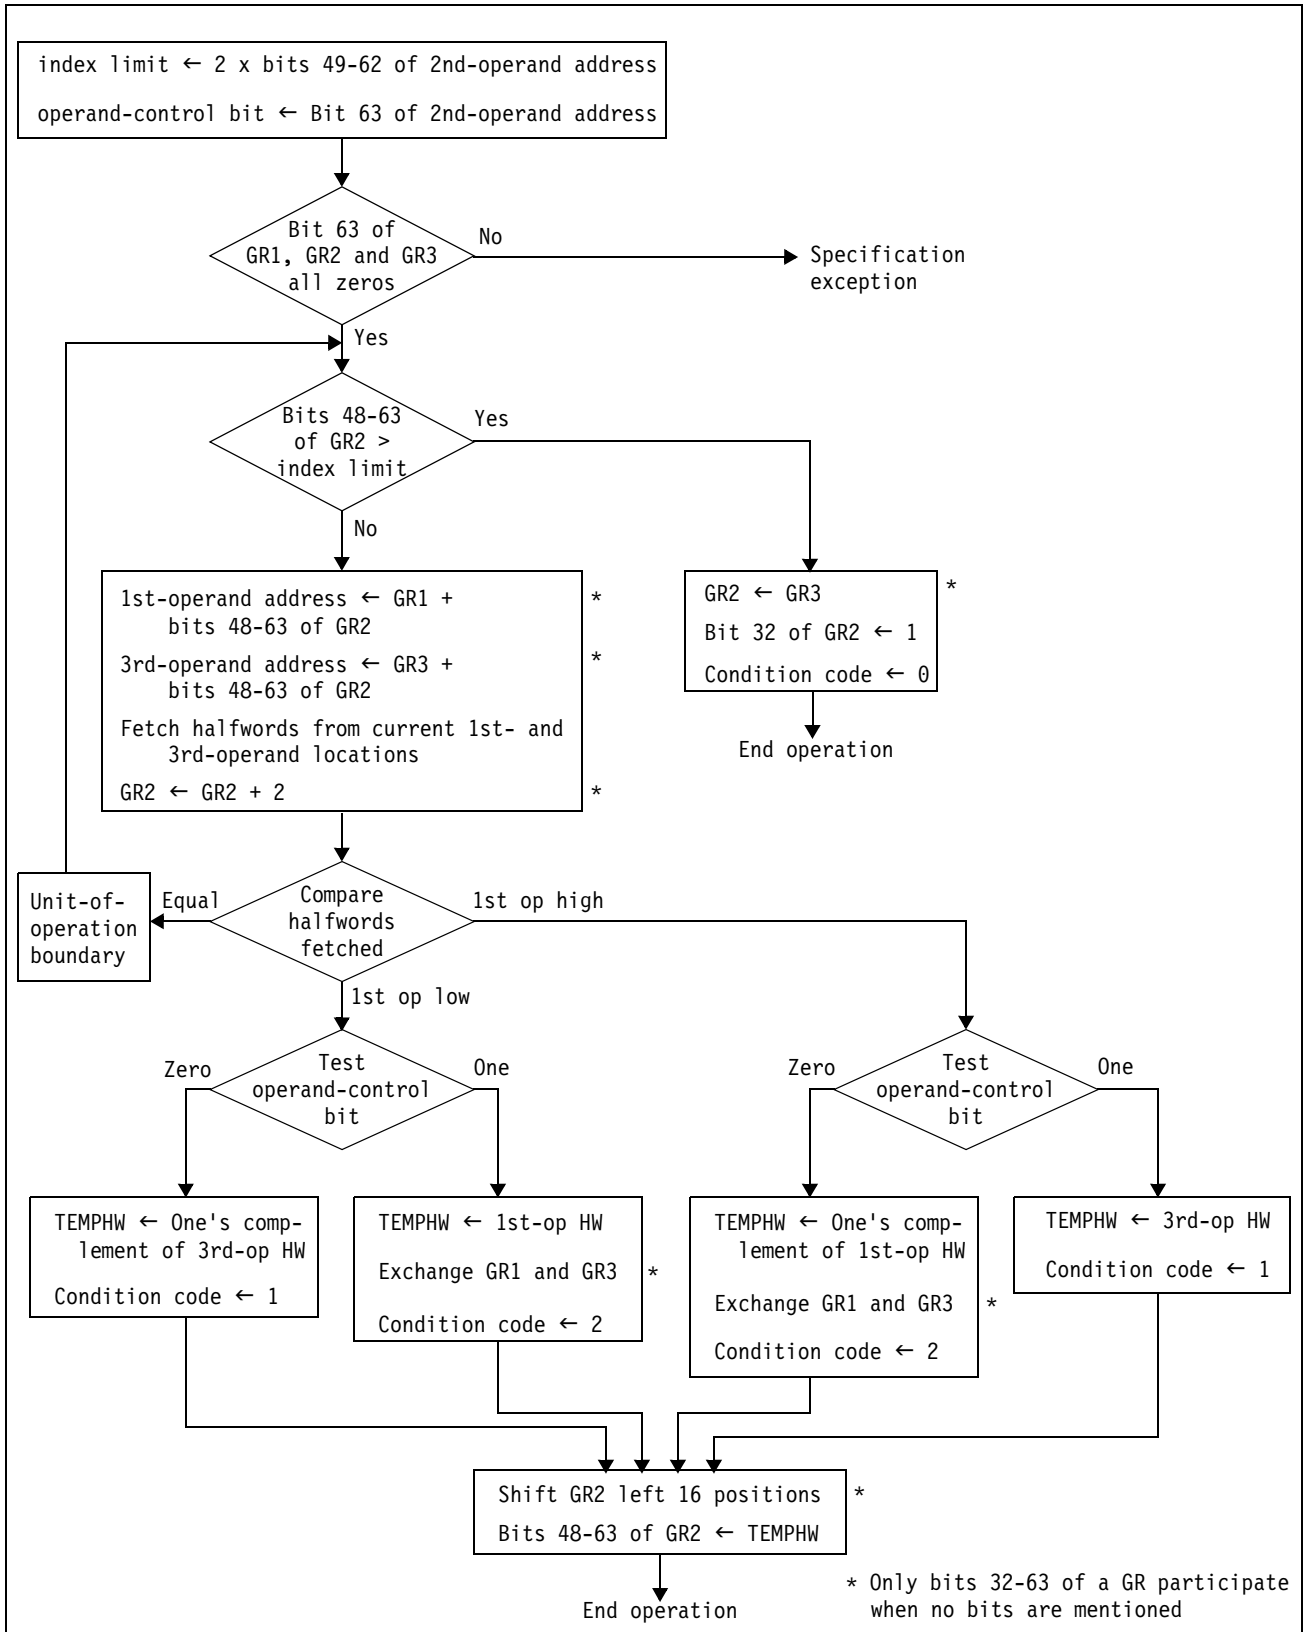 index limit ← 2 x bits 49-62 of 2nd-operand address
operand-control bit ← Bit 63 of 2nd-operand address
Bit 63 of
GR1, GR2 and GR3
all zeros
No
Specification
exception
Yes
Bits 48-63
of GR2 >
index limit
Yes
No
1st-operand address ← GR1 + *
bits 48-63 of GR2
3rd-operand address ← GR3 + *
bits 48-63 of GR2
Fetch halfwords from current 1st- and
3rd-operand locations
GR2 ← GR2 + 2 *
GR2 ← GR3 *
Bit 32 of GR2 ← 1
Condition code ← 0
End operation
Unit-of-
operation
boundary
Equal
Compare
halfwords
fetched
1st op high
1st op low
Zero
Test
operand-control
bit
One
Zero
Test
operand-control
bit
One
TEMPHW ← One's comp-
lement of 3rd-op HW
Condition code ← 1
TEMPHW ← 1st-op HW
Exchange GR1 and GR3 *
Condition code ← 2
TEMPHW ← One's comp-
lement of 1st-op HW
Exchange GR1 and GR3 *
Condition code ← 2
TEMPHW ← 3rd-op HW
Condition code ← 1
Shift GR2 left 16 positions *
Bits 48-63 of GR2 ← TEMPHW
End operation
* Only bits 32-63 of a GR participate
when no bits are mentioned